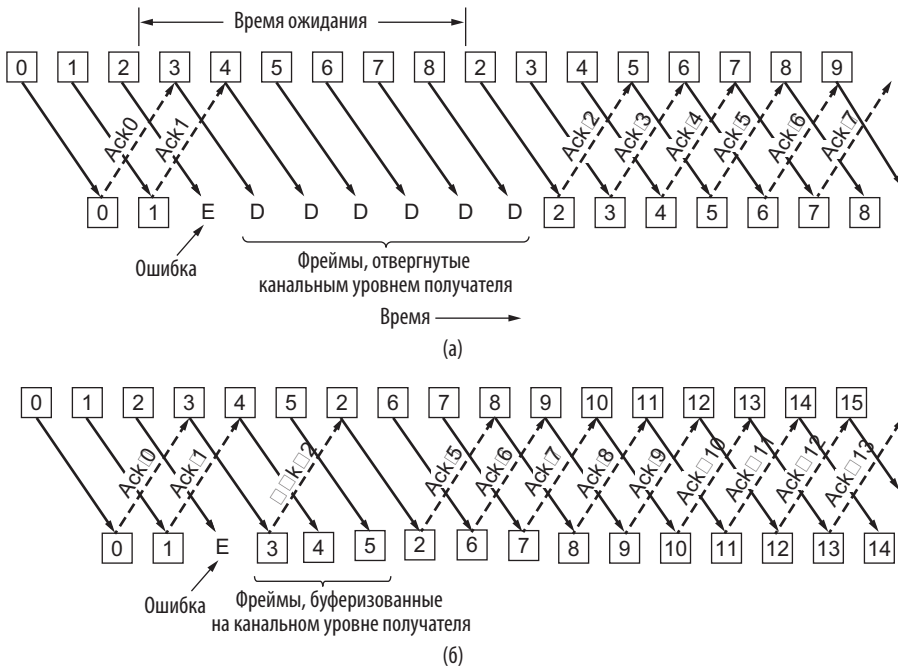 Время ожидания
0 1 2 3 4 5 6 7 8 2 3 4 5 6 7 8 9
Ack0 Ack1 Ack□2 Ack□3 Ack□4 Ack□5 Ack□6 Ack□7
0 1 E D D D D D D 2 3 4 5 6 7 8
Ошибка
Фреймы, отвергнутые
канальным уровнем получателя
Время
(а)
0 1 2 3 4 5 2 6 7 8 9 10 11 12 13 14 15
Ack□0 Ack□1 □□k□2 Ack□5 Ack□6 Ack□7 Ack□8 Ack□9 Ack□10 Ack□11 Ack□12 Ack□13
0 1 E 3 4 5 2 6 7 8 9 10 11 12 13 14
Ошибка
Фреймы, буферизованные
на канальном уровне получателя
(б)